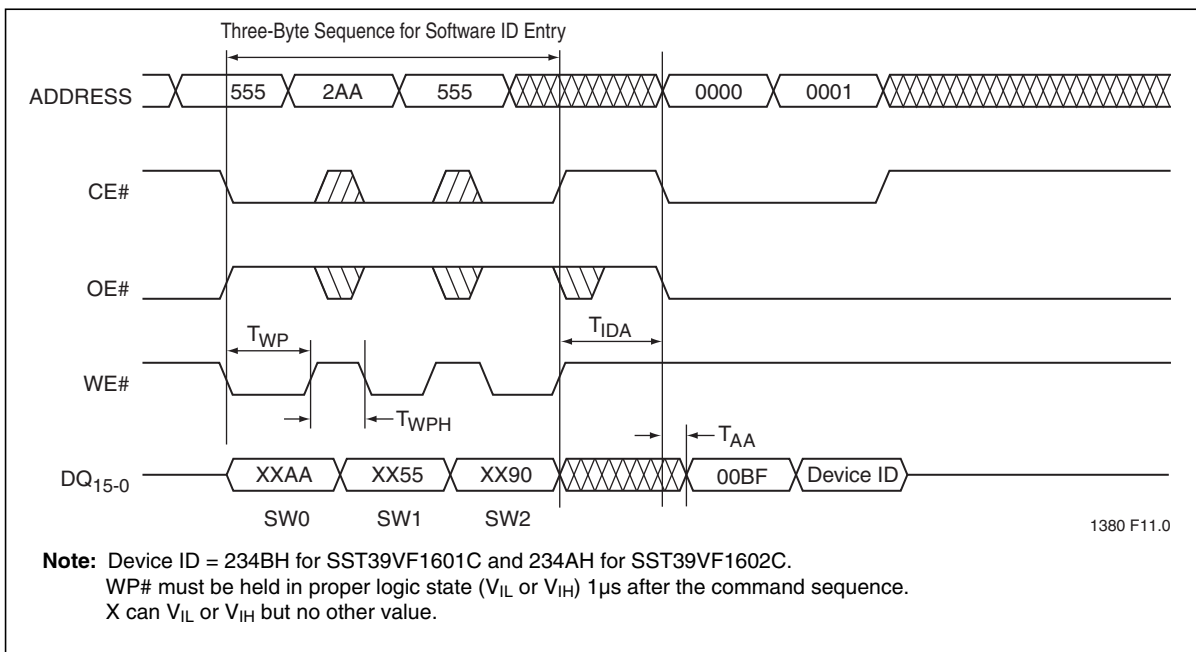 Three-Byte Sequence for Software ID Entry
ADDRESS 555 2AA 555 0000 0001
CE#
OE#
TWP TIDA
WE#
TWPH
TAA
DQ15-0 XXAA XX55 XX90 00BF Device ID
SW0 SW1 SW2
1380 F11.0
Note: Device ID = 234BH for SST39VF1601C and 234AH for SST39VF1602C.
WP# must be held in proper logic state (VIL or VIH) 1µs after the command sequence.
X can VIL or VIH but no other value.